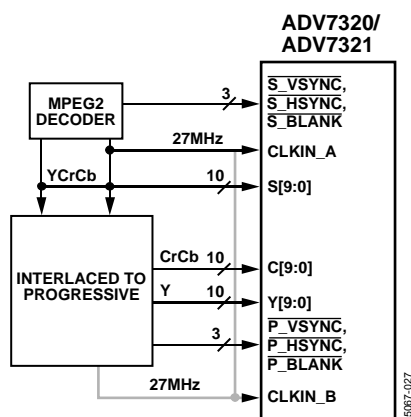 ADV7320/
ADV7321
MPEG2
DECODER
3
S_VSYNC,
S_HSYNC,
S_BLANK
27MHz
CLKIN_A
YCrCb
10
S[9:0]
INTERLACED TO
PROGRESSIVE
CrCb
10
C[9:0]
Y
10
Y[9:0]
3
P_VSYNC,
P_HSYNC,
P_BLANK
27MHz
CLKIN_B
5067-027